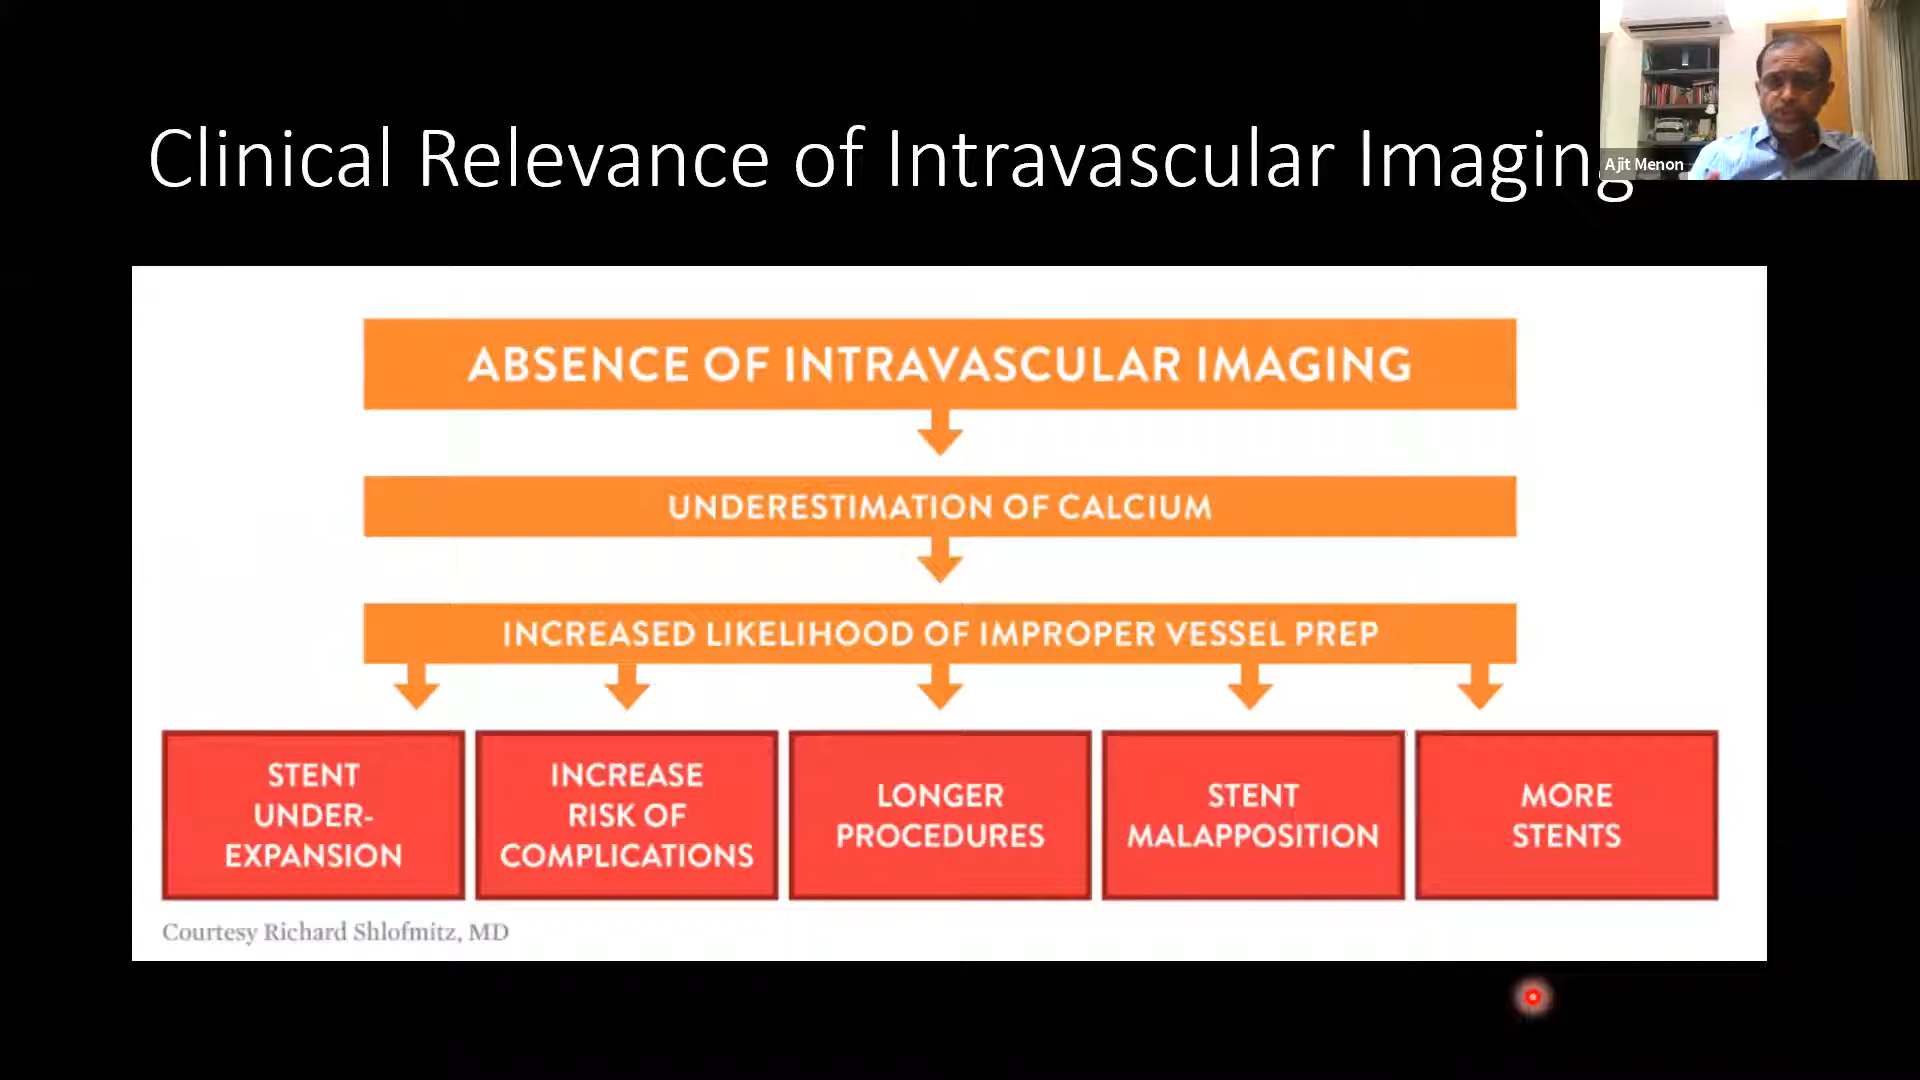 Clinical Relevance of Intravascular Imaging
Ajit Menon
ABSENCE OF INTRAVASCULAR IMAGING
UNDERESTIMATION OF CALCIUM
INCREASED LIKELIHOOD OF IMPROPER VESSEL PREP
STENT
UNDER-
EXPANSION
INCREASE
RISK OF
COMPLICATIONS
LONGER
PROCEDURES
STENT
MALAPPOSITION
MORE
STENTS
Courtesy Richard Shlofmitz, MD